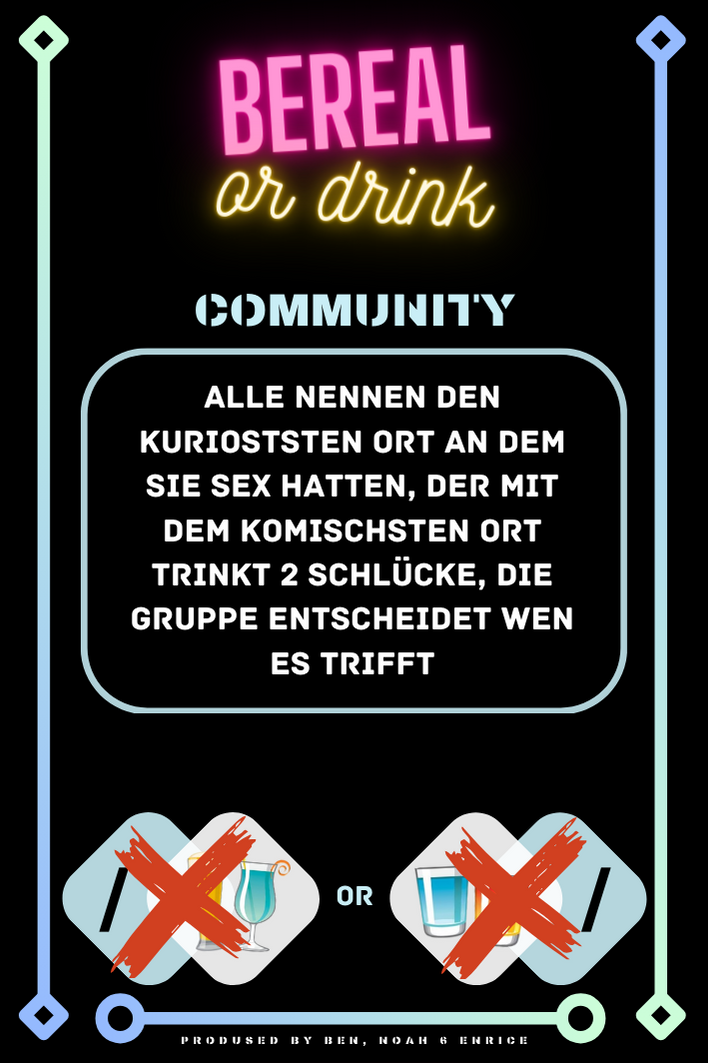 BEREAL
or drink
COMMUNITY
ALLE NENNEN DEN
KURIOSTSTEN ORT AN DEM
SIE SEX HATTEN, DER MIT
DEM KOMISCHSTEN ORT
TRINKT 2 SCHLÜCKE, DIE
GRUPPE ENTSCHEIDET WEN
ES TRIFFT
/ OR /
PRODUSED BY BEN, NOAH 6 ENRICE